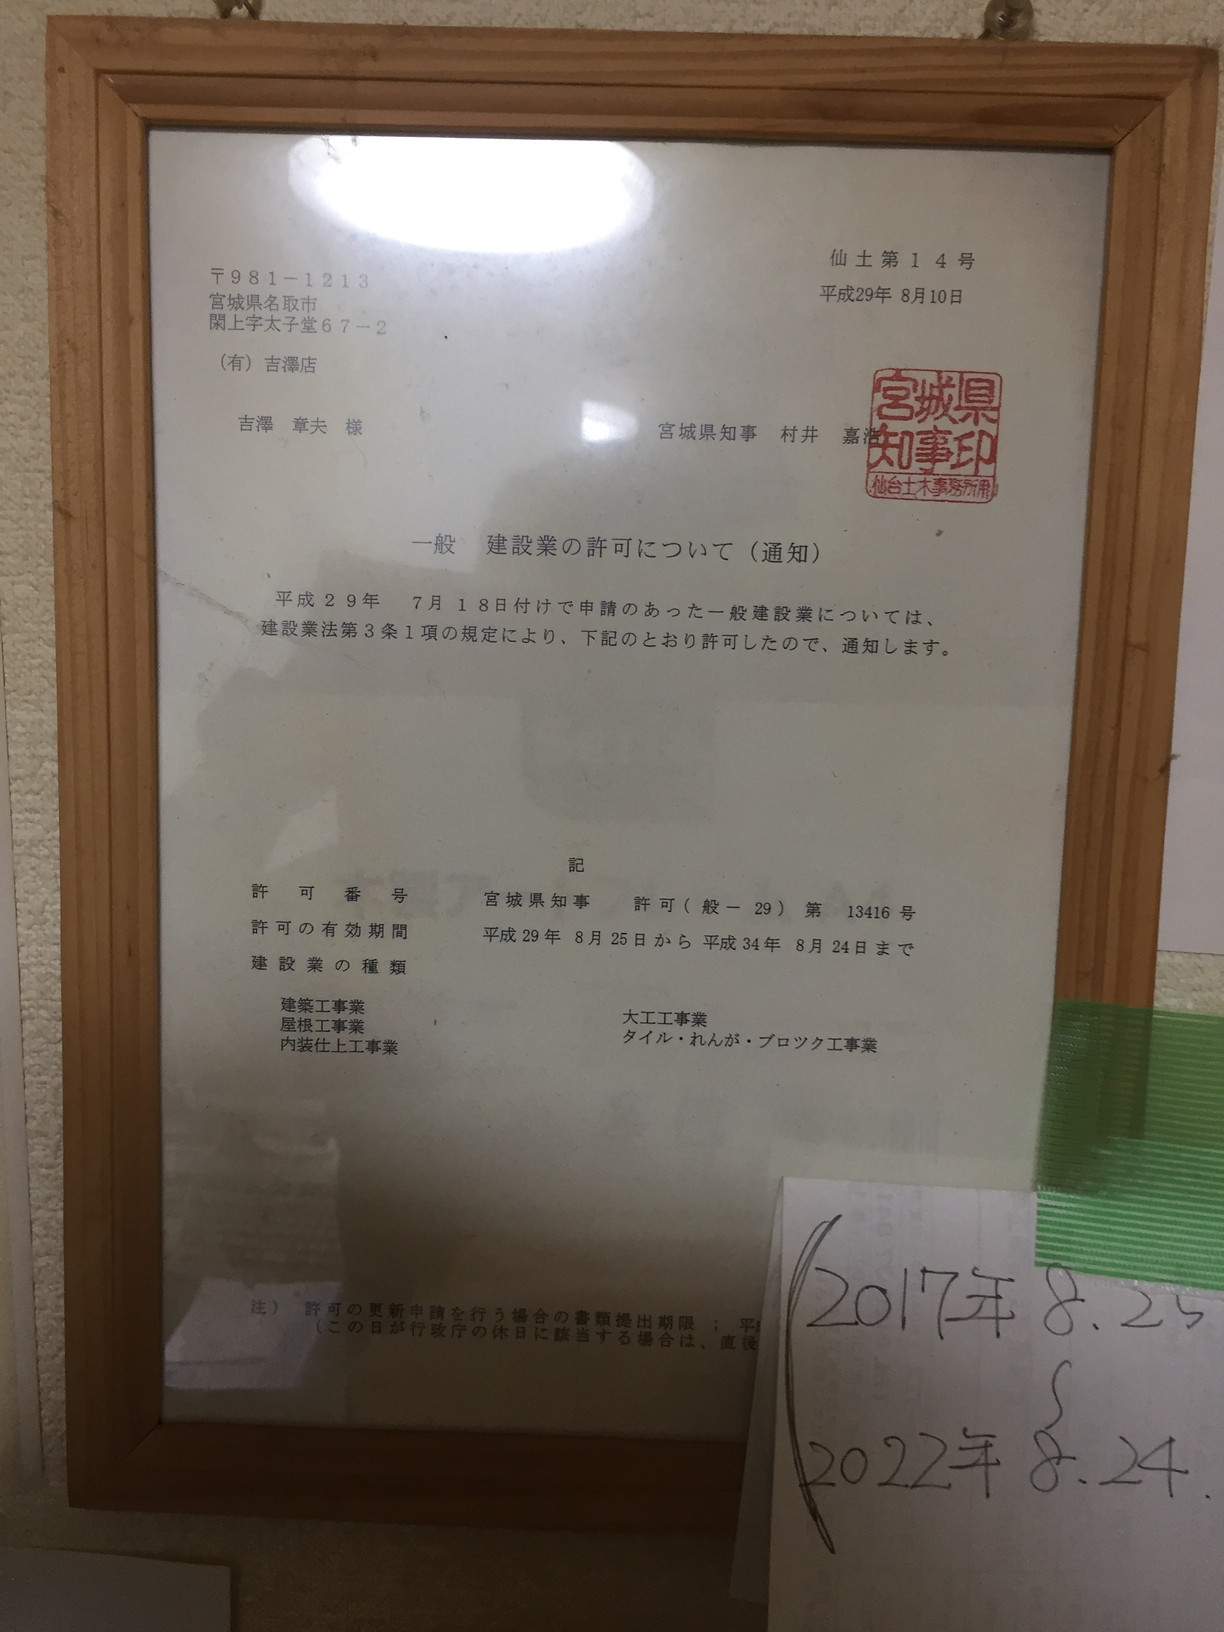 仙土第14号
平成29年 8月10日
〒981-1213
宮城県名取市
閖上字太子堂67-2
(有) 吉澤店
吉澤 章夫 様
宮城県知事 村井 嘉浩
宮城県
知事印
仙台土木事務所用
一般 建設業の許可について(通知)
平成29年 7月18日付けで申請のあった一般建設業については、
建設業法第3条1項の規定により、下記のとおり許可したので、通知します。
記
許可番号 宮城県知事 許可(般-29) 第 13416 号
許可の有効期間 平成29年 8月25日から 平成34年 8月24日まで
建設業の種類
建築工事業 大工工事業
屋根工事業 タイル・れんが・ブロツク工事業
内装仕上工事業
注) 許可の更新申請を行う場合の書類提出期限 ; 平
(この日が行政庁の休日に該当する場合は、直後
2017年 8.25
〜
2022年 8.24.